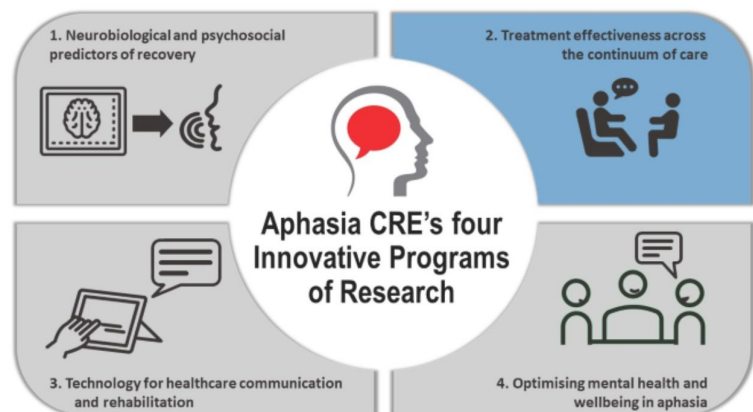 1. Neurobiological and psychosocial
predictors of recovery
2. Treatment effectiveness across
the continuum of care
Aphasia CRE's four
Innovative Programs
of Research
3. Technology for healthcare communication
and rehabilitation
4. Optimising mental health and
wellbeing in aphasia